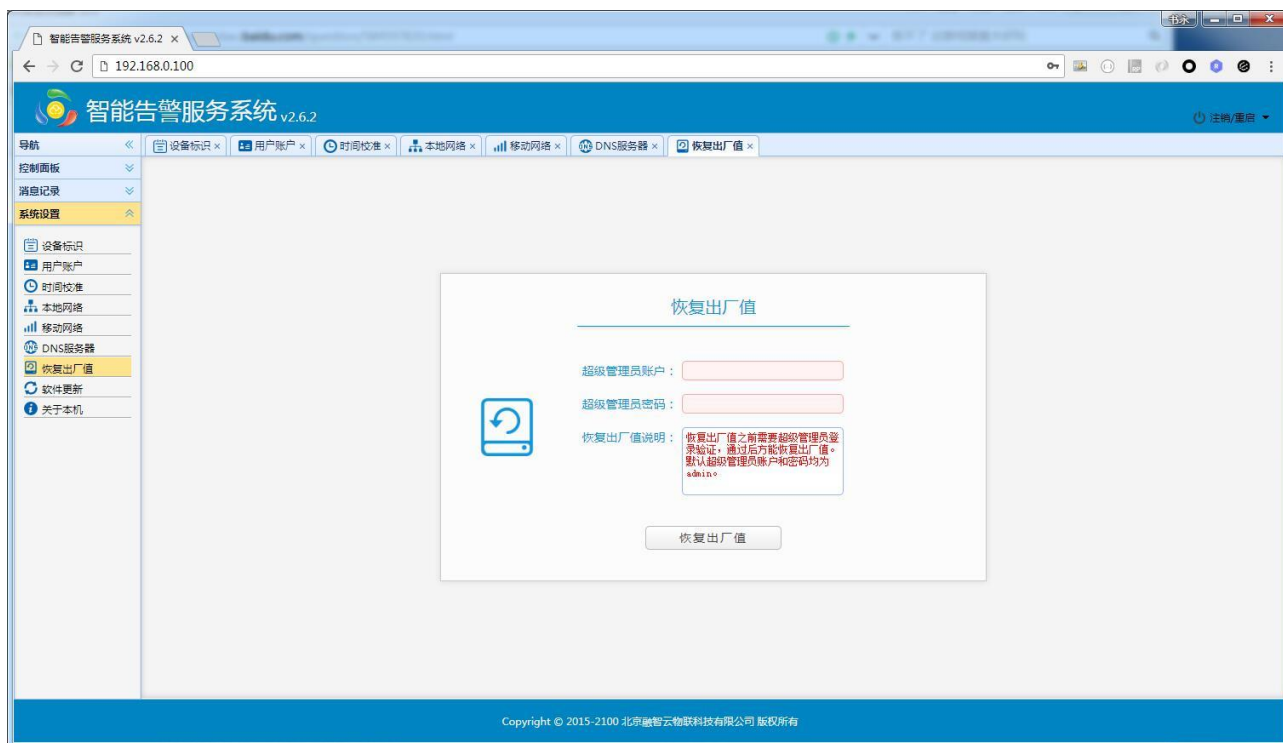 书永
智能告警服务系统 v2.6.2
192.168.0.100
智能告警服务系统 v2.6.2
注销/重启
导航
设备标识
用户账户
时间校准
本地网络
移动网络
DNS服务器
恢复出厂值
控制面板
消息记录
系统设置
设备标识
用户账户
时间校准
本地网络
移动网络
DNS服务器
恢复出厂值
软件更新
关于本机
恢复出厂值
超级管理员账户：
超级管理员密码：
恢复出厂值说明：
恢复出厂值之前需要超级管理员登
录验证，通过后方能恢复出厂值。
默认超级管理员账户和密码均为
admin。
恢复出厂值
Copyright © 2015-2100 北京融智云物联科技有限公司 版权所有